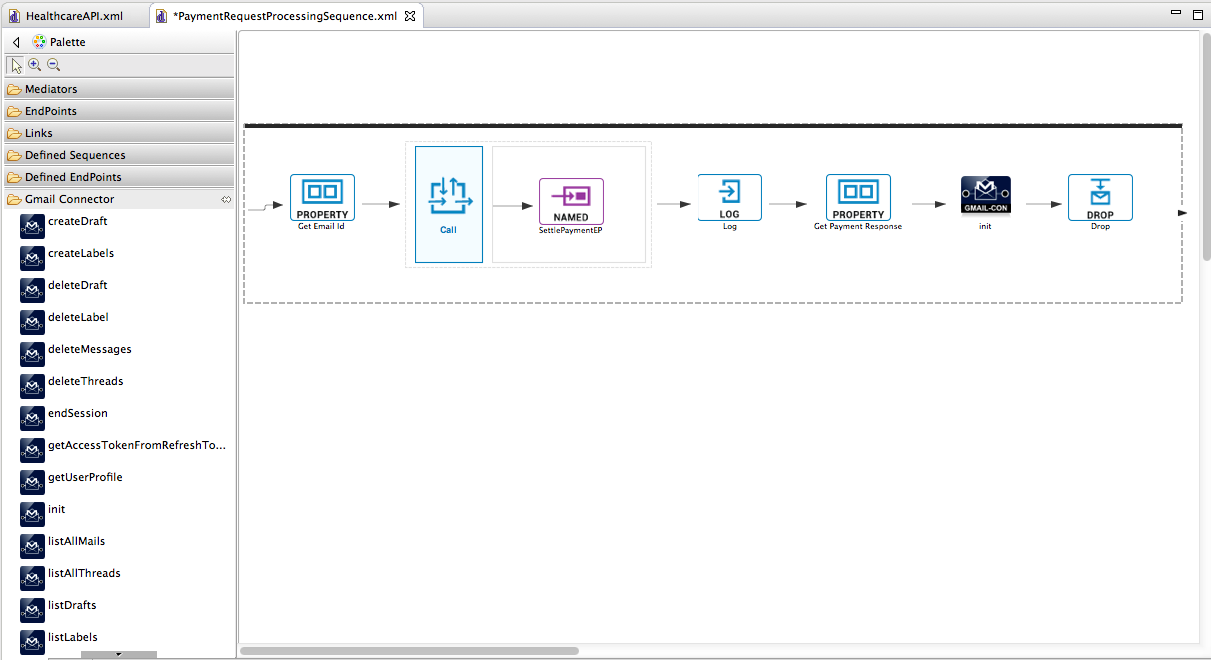 HealthcareAPI.xml
*PaymentRequestProcessingSequence.xml
Palette
Mediators
EndPoints
Links
Defined Sequences
Defined EndPoints
Gmail Connector
createDraft
createLabels
deleteDraft
deleteLabel
deleteMessages
deleteThreads
endSession
getAccessTokenFromRefreshTo...
getUserProfile
init
listAllMails
listAllThreads
listDrafts
listLabels
PROPERTY
Get Email Id
Call
NAMED
SettlePaymentEP
LOG
Log
PROPERTY
Get Payment Response
GMAIL-CON
init
DROP
Drop